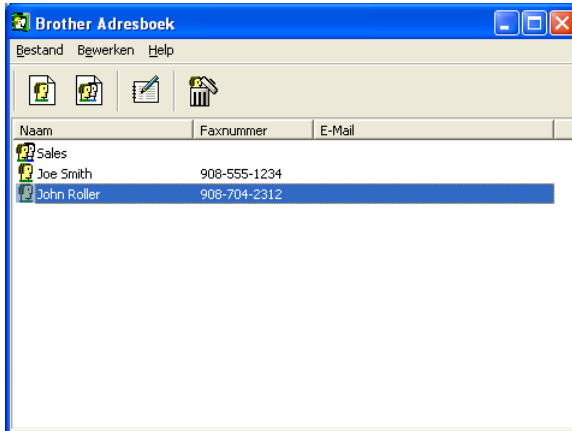 Brother Adresboek
Bestand Bewerken Help
Naam Faxnummer E-Mail
Sales
Joe Smith 908-555-1234
John Roller 908-704-2312